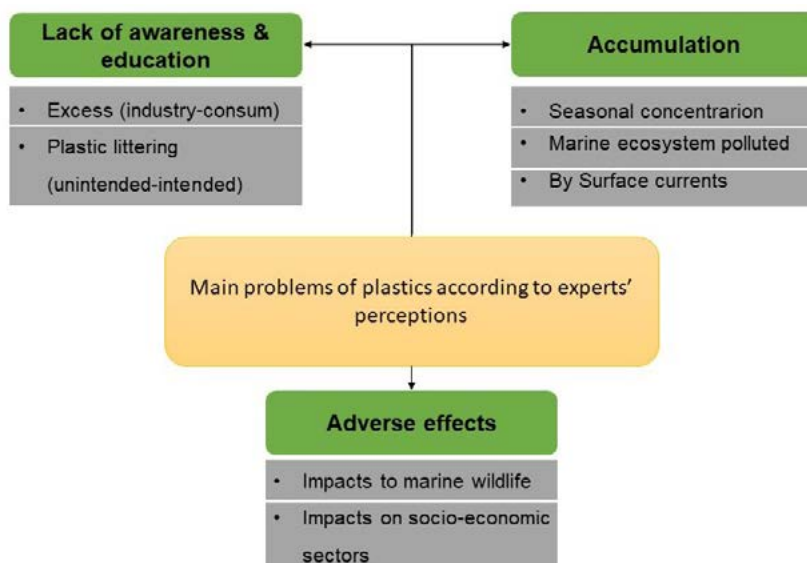 Lack of awareness &
education
• Excess (industry-consum)
• Plastic littering
(unintended-intended)
Accumulation
• Seasonal concentrarion
• Marine ecosystem polluted
• By Surface currents
Main problems of plastics according to experts'
perceptions
Adverse effects
• Impacts to marine wildlife
• Impacts on socio-economic
sectors